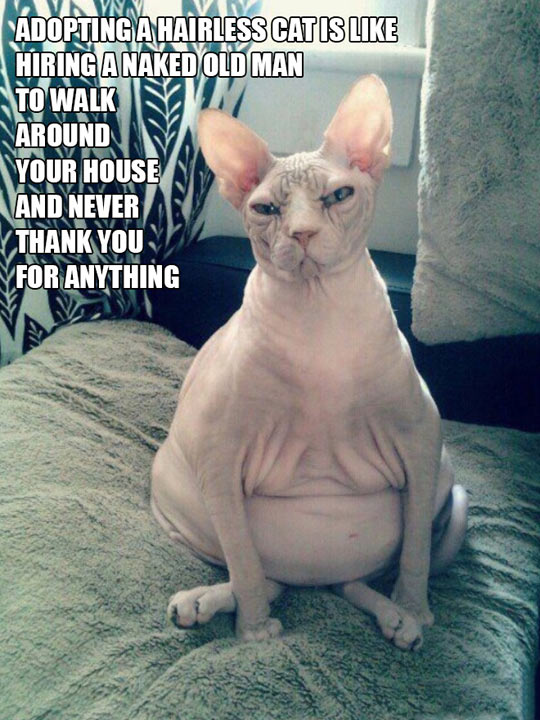 ADOPTING A HAIRLESS CAT IS LIKE
HIRING A NAKED OLD MAN
TO WALK
AROUND
YOUR HOUSE
AND NEVER
THANK YOU
FOR ANYTHING